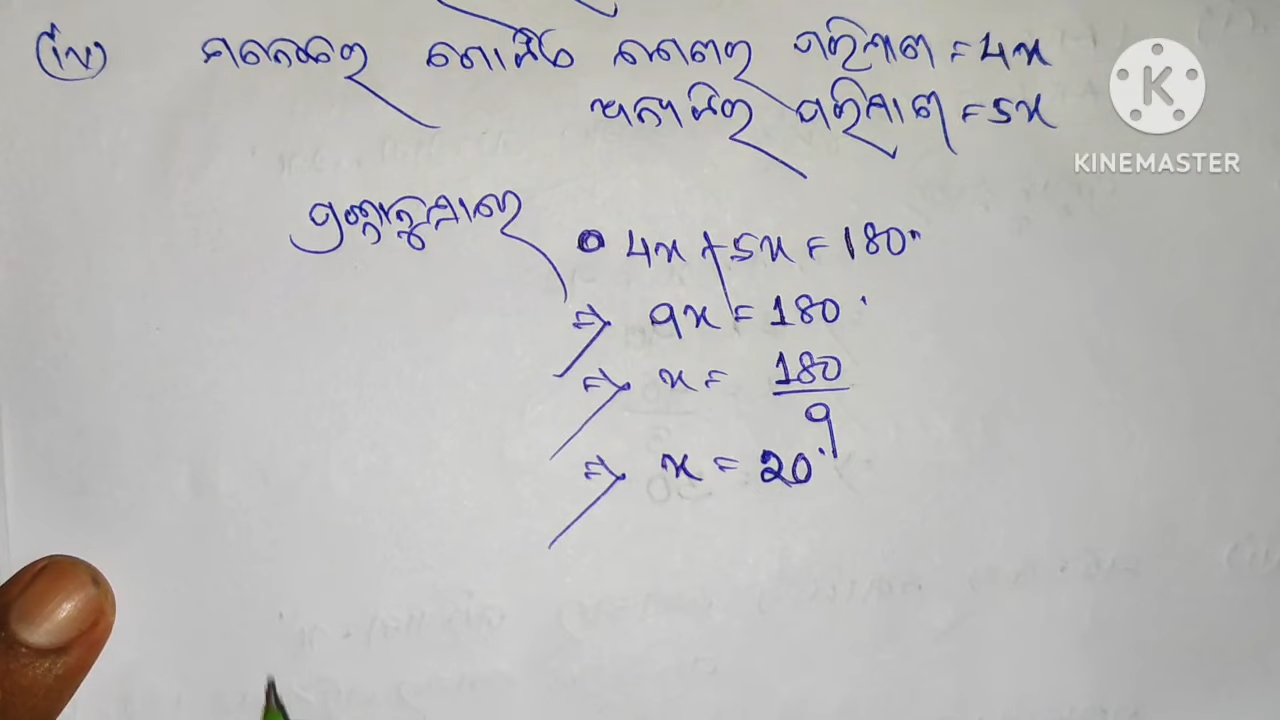 (iv) ମନେକର ଗୋଟିଏ କୋଣର ପରିମାଣ = 4x
ଅନ୍ୟଟିର ପରିମାଣ = 5x
ପ୍ରଶ୍ନାନୁସାରେ
4x + 5x = 180°
⇒ 9x = 180°
⇒ x = 180/9
⇒ x = 20°
KINEMASTER